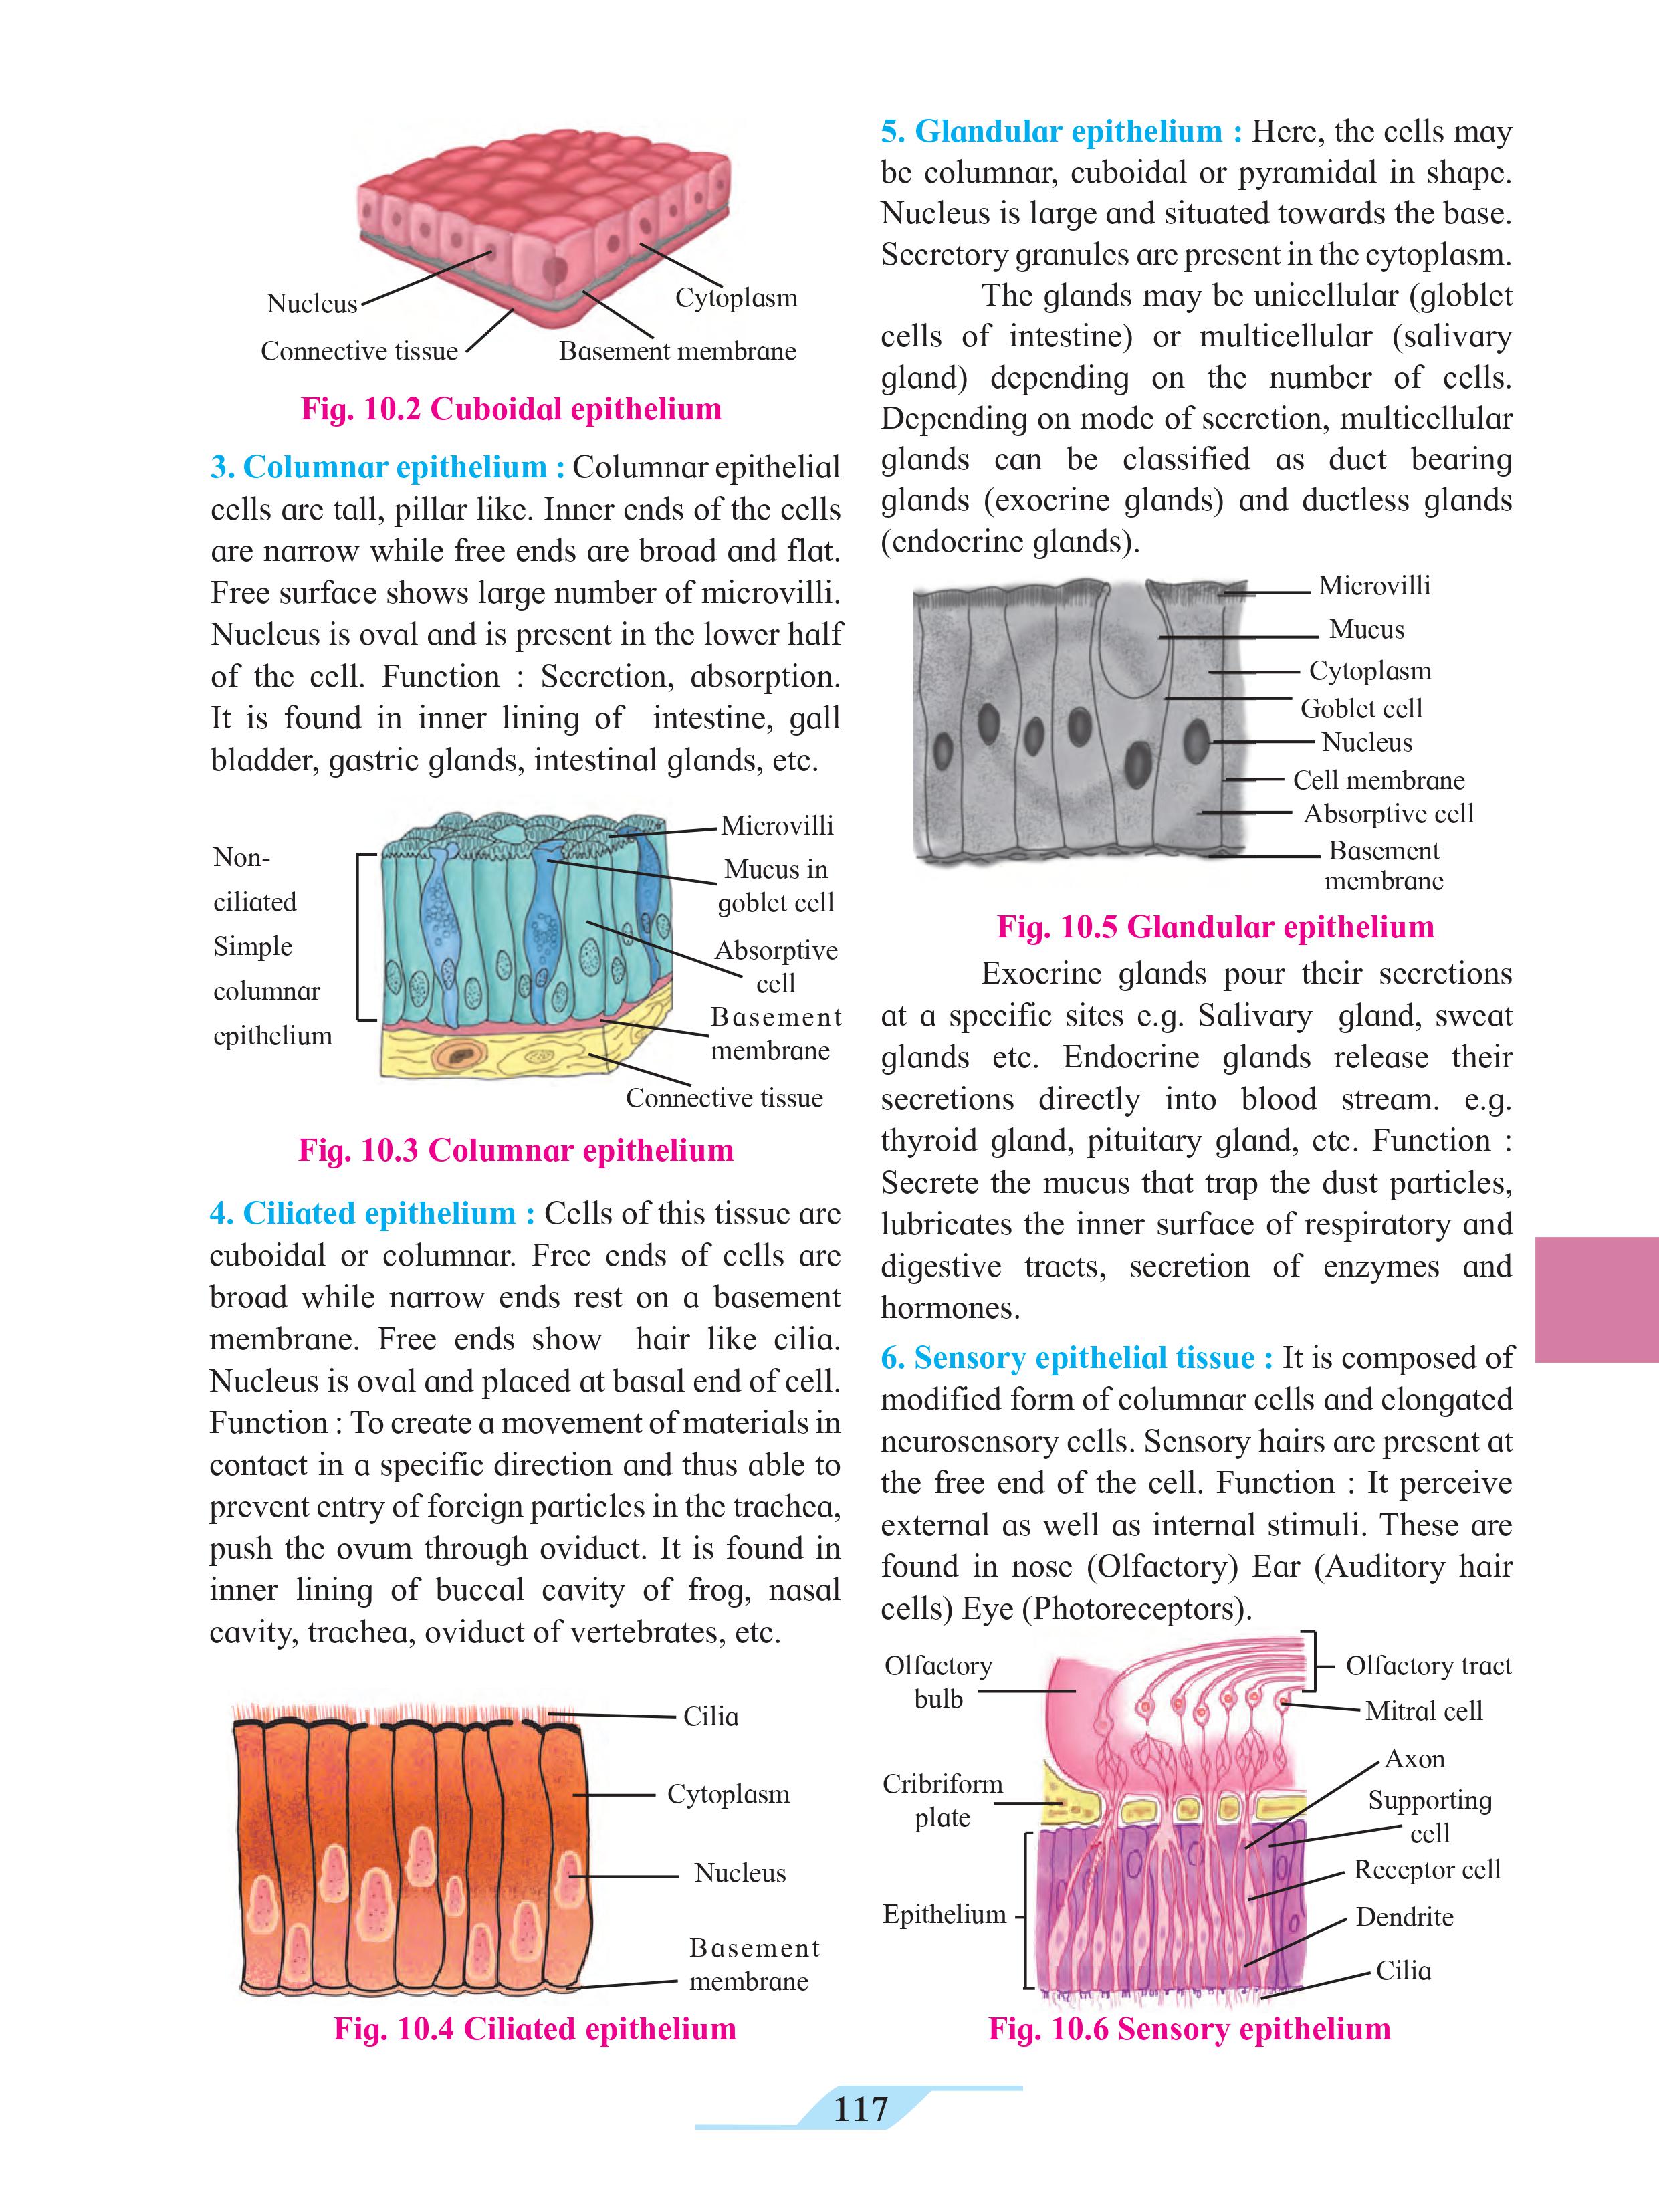 Nucleus
Cytoplasm
Connective tissue
Basement membrane
Fig. 10.2 Cuboidal epithelium
3. Columnar epithelium : Columnar epithelial
cells are tall, pillar like. Inner ends of the cells
are narrow while free ends are broad and flat.
Free surface shows large number of microvilli.
Nucleus is oval and is present in the lower half
of the cell. Function : Secretion, absorption.
It is found in inner lining of intestine, gall
bladder, gastric glands, intestinal glands, etc.
Non-
ciliated
Simple
columnar
epithelium
Microvilli
Mucus in
goblet cell
Absorptive
cell
Basement
membrane
Connective tissue
Fig. 10.3 Columnar epithelium
4. Ciliated epithelium : Cells of this tissue are
cuboidal or columnar. Free ends of cells are
broad while narrow ends rest on a basement
membrane. Free ends show hair like cilia.
Nucleus is oval and placed at basal end of cell.
Function : To create a movement of materials in
contact in a specific direction and thus able to
prevent entry of foreign particles in the trachea,
push the ovum through oviduct. It is found in
inner lining of buccal cavity of frog, nasal
cavity, trachea, oviduct of vertebrates, etc.
Cilia
Cytoplasm
Nucleus
Basement
membrane
Fig. 10.4 Ciliated epithelium
5. Glandular epithelium : Here, the cells may
be columnar, cuboidal or pyramidal in shape.
Nucleus is large and situated towards the base.
Secretory granules are present in the cytoplasm.
The glands may be unicellular (globlet
cells of intestine) or multicellular (salivary
gland) depending on the number of cells.
Depending on mode of secretion, multicellular
glands can be classified as duct bearing
glands (exocrine glands) and ductless glands
(endocrine glands).
Microvilli
Mucus
Cytoplasm
Goblet cell
Nucleus
Cell membrane
Absorptive cell
Basement
membrane
Fig. 10.5 Glandular epithelium
Exocrine glands pour their secretions
at a specific sites e.g. Salivary gland, sweat
glands etc. Endocrine glands release their
secretions directly into blood stream. e.g.
thyroid gland, pituitary gland, etc. Function :
Secrete the mucus that trap the dust particles,
lubricates the inner surface of respiratory and
digestive tracts, secretion of enzymes and
hormones.
6. Sensory epithelial tissue : It is composed of
modified form of columnar cells and elongated
neurosensory cells. Sensory hairs are present at
the free end of the cell. Function : It perceive
external as well as internal stimuli. These are
found in nose (Olfactory) Ear (Auditory hair
cells) Eye (Photoreceptors).
Olfactory
bulb
Cribriform
plate
Epithelium
Olfactory tract
Mitral cell
Axon
Supporting
cell
Receptor cell
Dendrite
Cilia
Fig. 10.6 Sensory epithelium
117